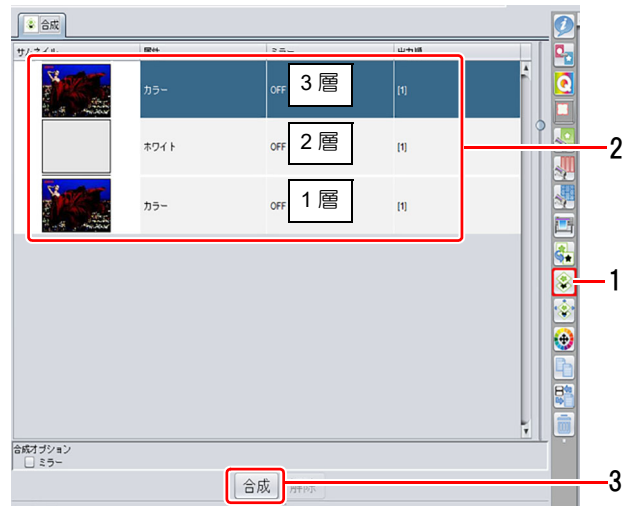 合成
サムネイル 属性 ミラー 出力順
カラー OFF 3層 [1]
ホワイト OFF 2層 [1]
カラー OFF 1層 [1]
2
1
合成オプション
ミラー
合成 解除
3